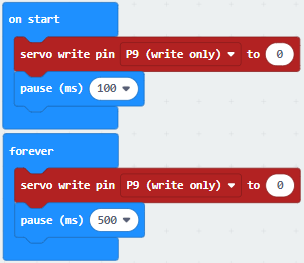 on start
servo write pin P9 (write only) to 0
pause (ms) 100
forever
servo write pin P9 (write only) to 0
pause (ms) 500